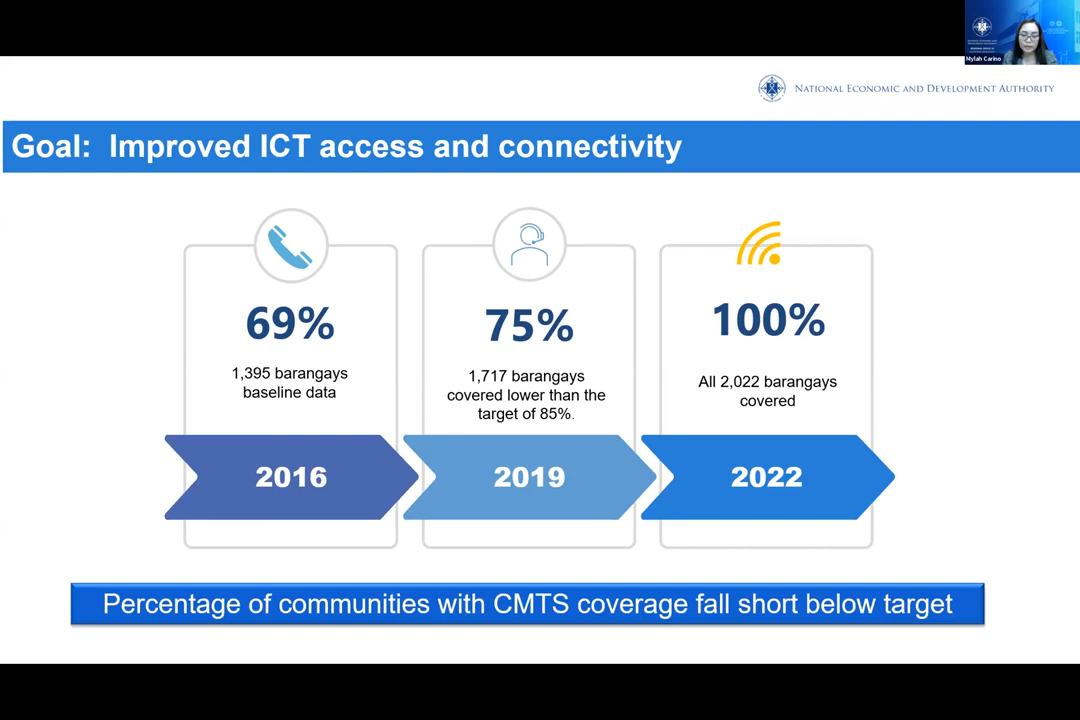 Mylah Carino
NATIONAL ECONOMIC AND DEVELOPMENT AUTHORITY
Goal: Improved ICT access and connectivity
69%
1,395 barangays
baseline data
2016
75%
1,717 barangays
covered lower than the
target of 85%.
2019
100%
All 2,022 barangays
covered
2022
Percentage of communities with CMTS coverage fall short below target